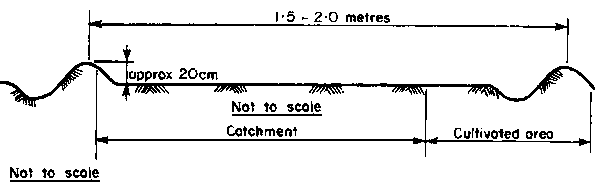 1·5 - 2·0 metres
approx 20cm
Not to scale
Catchment
Cultivated area
Not to scale